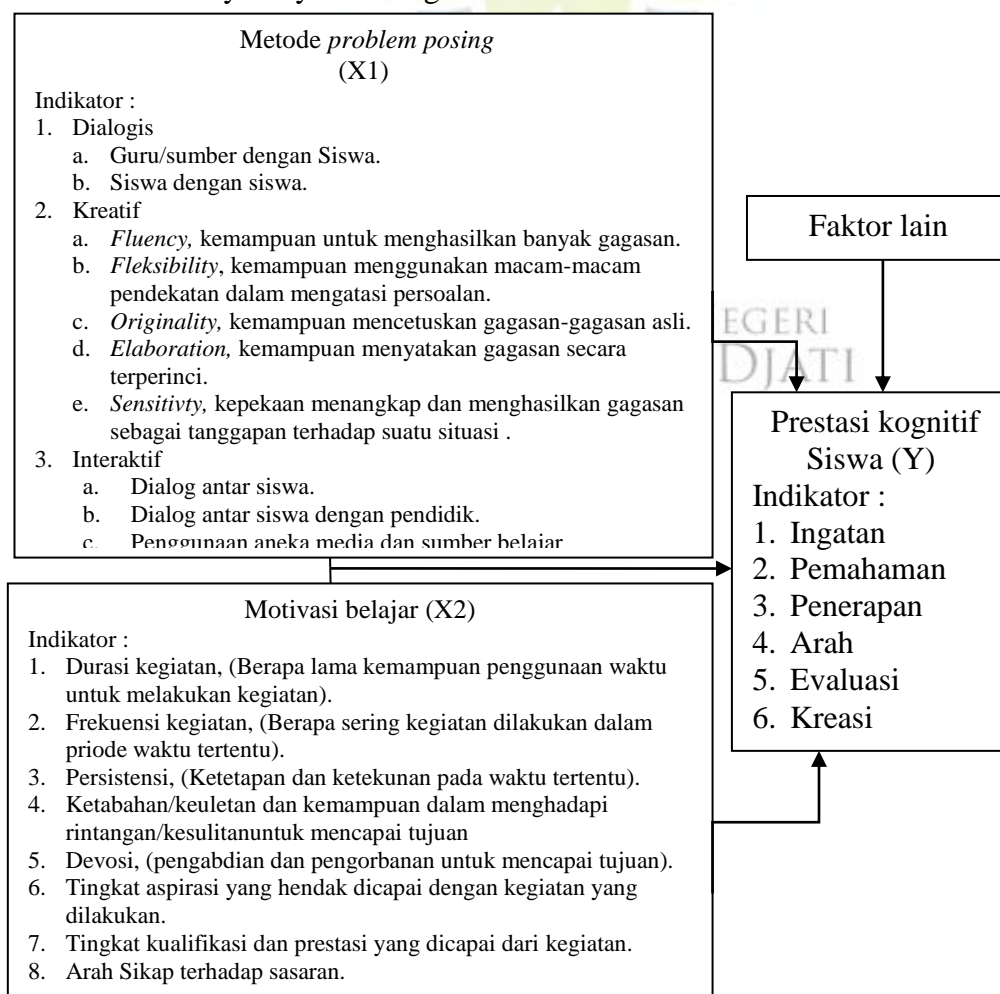 Metode problem posing
(X1)
Indikator :
1. Dialogis
a. Guru/sumber dengan Siswa.
b. Siswa dengan siswa.
2. Kreatif
a. Fluency, kemampuan untuk menghasilkan banyak gagasan.
b. Fleksibility, kemampuan menggunakan macam-macam
pendekatan dalam mengatasi persoalan.
c. Originality, kemampuan mencetuskan gagasan-gagasan asli.
d. Elaboration, kemampuan menyatakan gagasan secara
terperinci.
e. Sensitivty, kepekaan menangkap dan menghasilkan gagasan
sebagai tanggapan terhadap suatu situasi .
3. Interaktif
a. Dialog antar siswa.
b. Dialog antar siswa dengan pendidik.
c. Penggunaan aneka media dan sumber belajar
Motivasi belajar (X2)
Indikator :
1. Durasi kegiatan, (Berapa lama kemampuan penggunaan waktu
untuk melakukan kegiatan).
2. Frekuensi kegiatan, (Berapa sering kegiatan dilakukan dalam
priode waktu tertentu).
3. Persistensi, (Ketetapan dan ketekunan pada waktu tertentu).
4. Ketabahan/keuletan dan kemampuan dalam menghadapi
rintangan/kesulitanuntuk mencapai tujuan
5. Devosi, (pengabdian dan pengorbanan untuk mencapai tujuan).
6. Tingkat aspirasi yang hendak dicapai dengan kegiatan yang
dilakukan.
7. Tingkat kualifikasi dan prestasi yang dicapai dari kegiatan.
8. Arah Sikap terhadap sasaran.
Faktor lain
EGERI
DJATI
Prestasi kognitif
Siswa (Y)
Indikator :
1. Ingatan
2. Pemahaman
3. Penerapan
4. Arah
5. Evaluasi
6. Kreasi